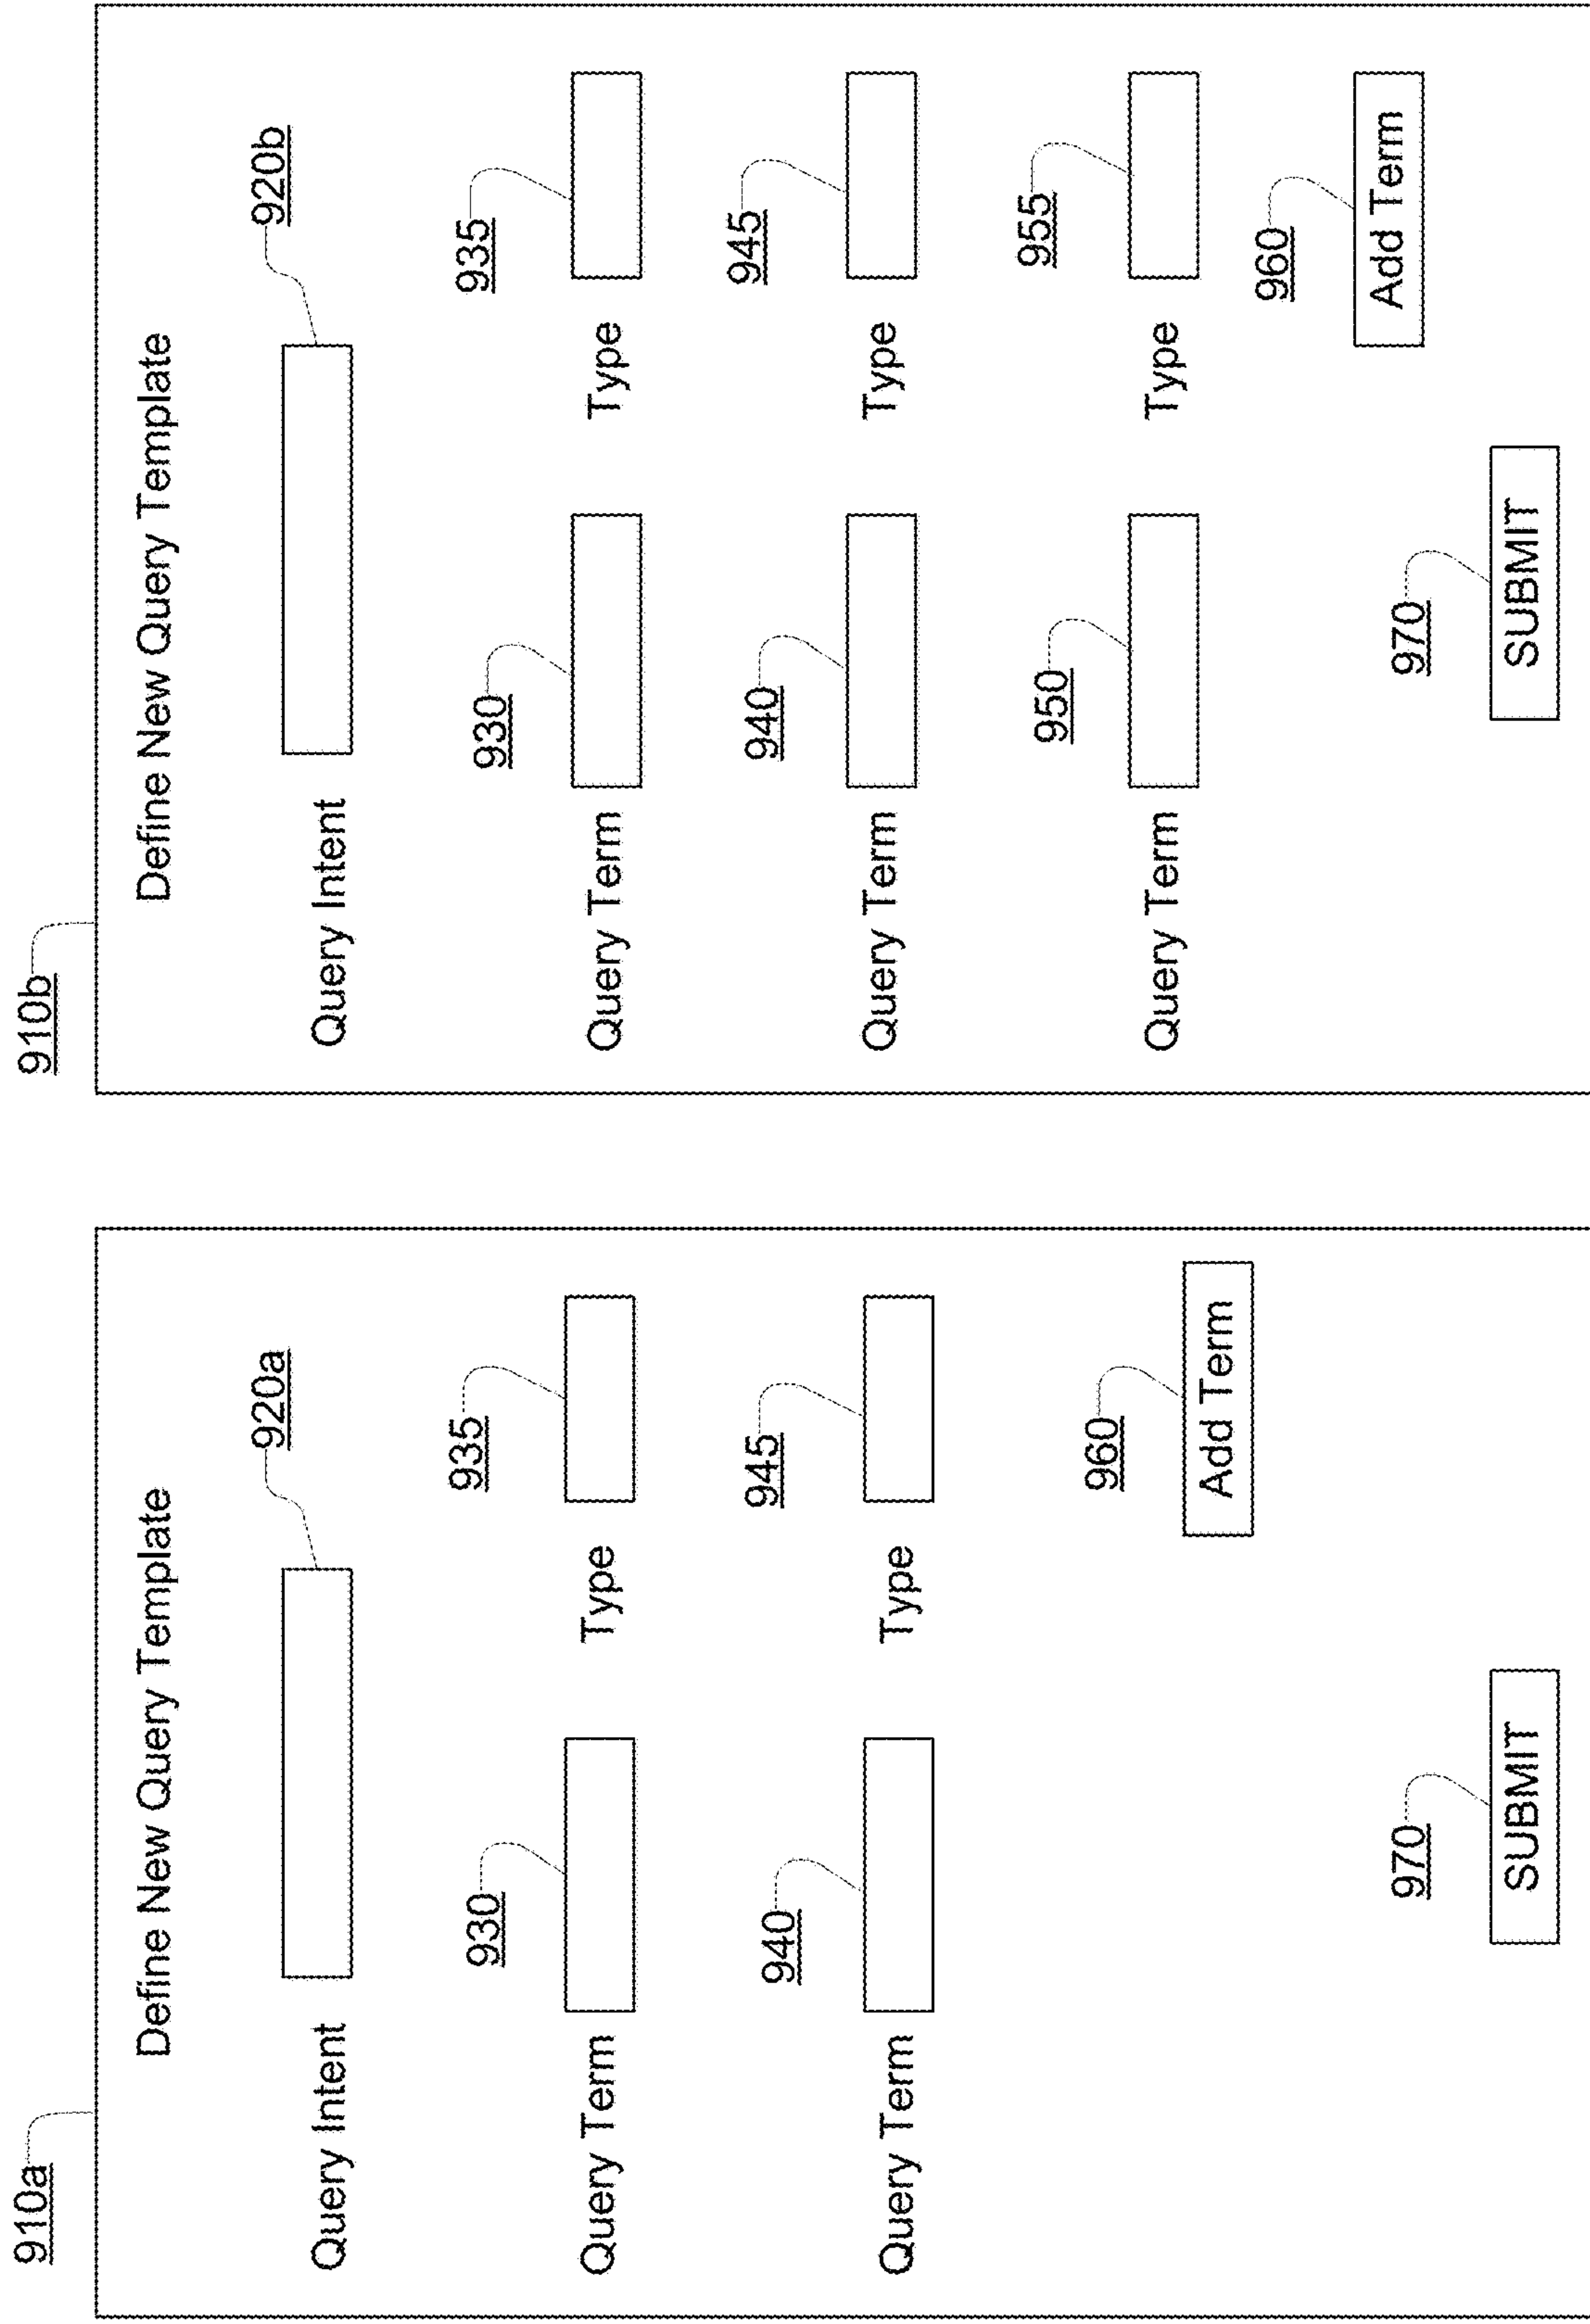 910a
Define New Query Template
Query Intent
920a
930
935
Query Term
Type
940
945
Query Term
Type
960
Add Term
970
SUBMIT
910b
Define New Query Template
Query Intent
920b
930
935
Query Term
Type
940
945
Query Term
Type
950
955
Query Term
Type
960
Add Term
970
SUBMIT